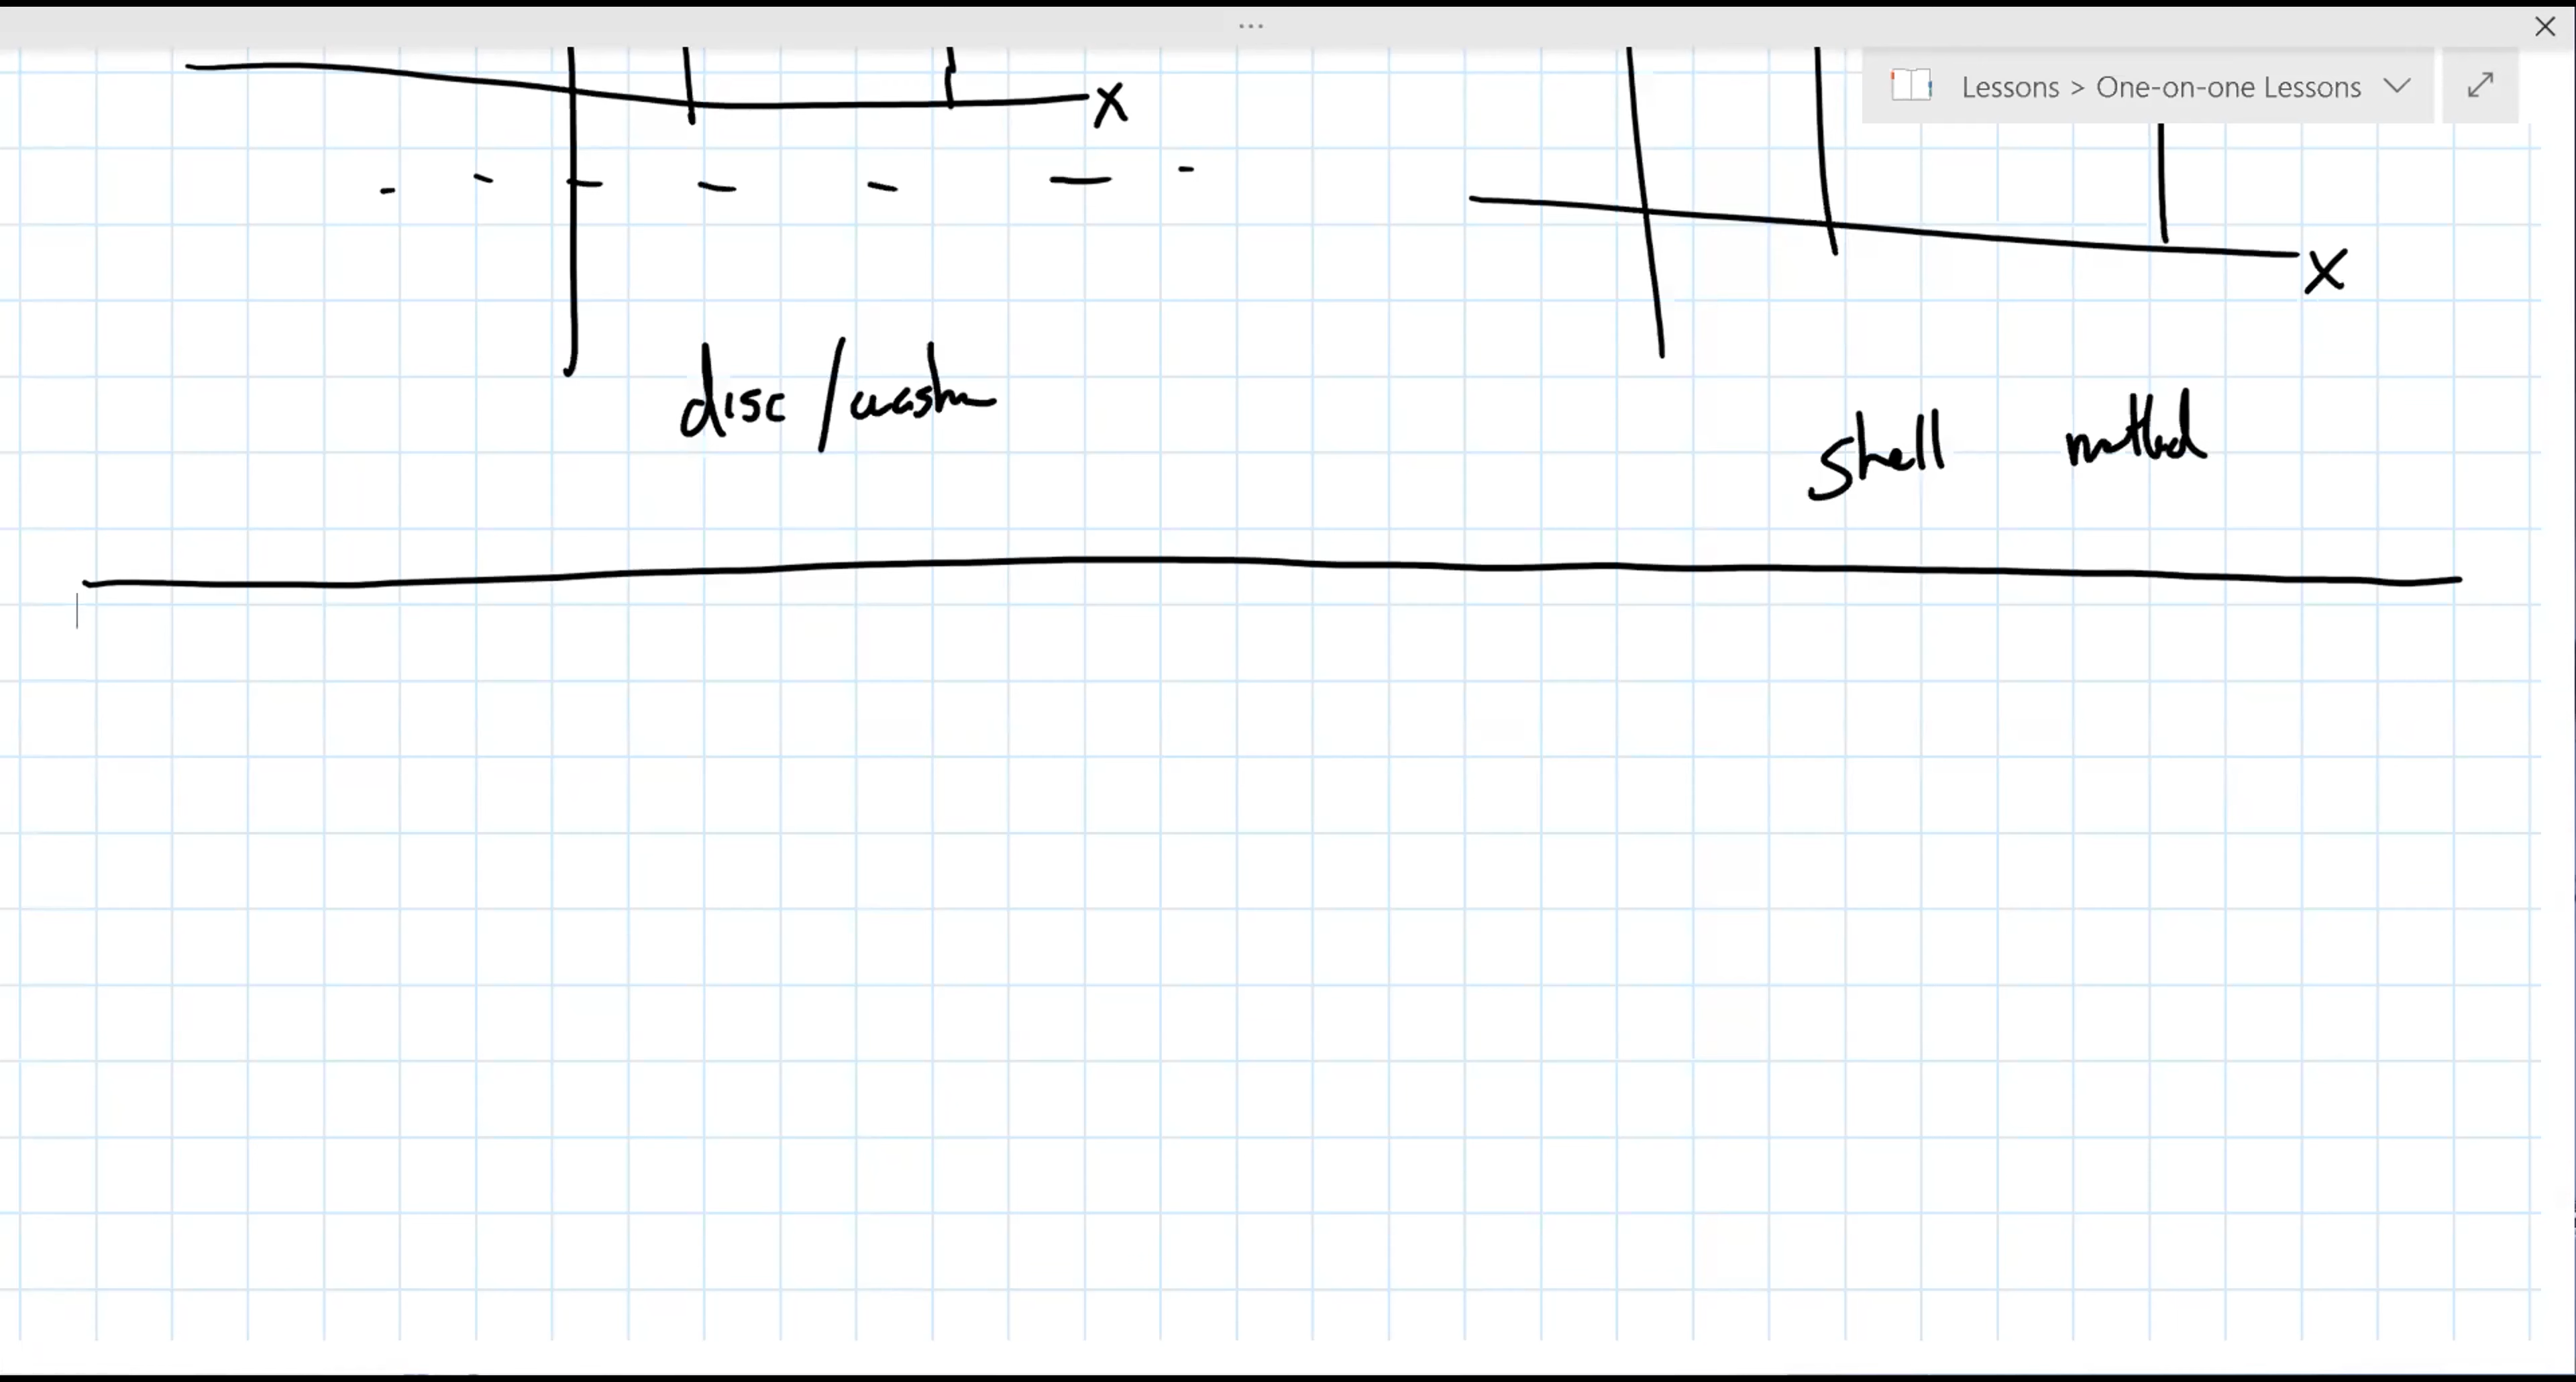 ...
Lessons > One-on-one Lessons
x
x
disc / washer
shell method